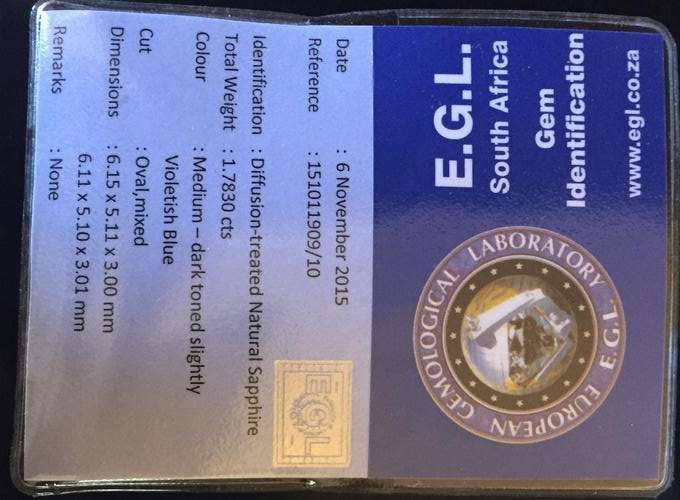 E.G.L.
South Africa
Gem
Identification
www.egl.co.za
EUROPEAN GEMOLOGICAL LABORATORY E.G.L.
Date : 6 November 2015
Reference : 151011909/10
EGL
Identification : Diffusion-treated Natural Sapphire
Total Weight : 1.7830 cts
Colour : Medium – dark toned slightly
Violetish Blue
Cut : Oval,mixed
Dimensions : 6.15 x 5.11 x 3.00 mm
6.11 x 5.10 x 3.01 mm
Remarks : None